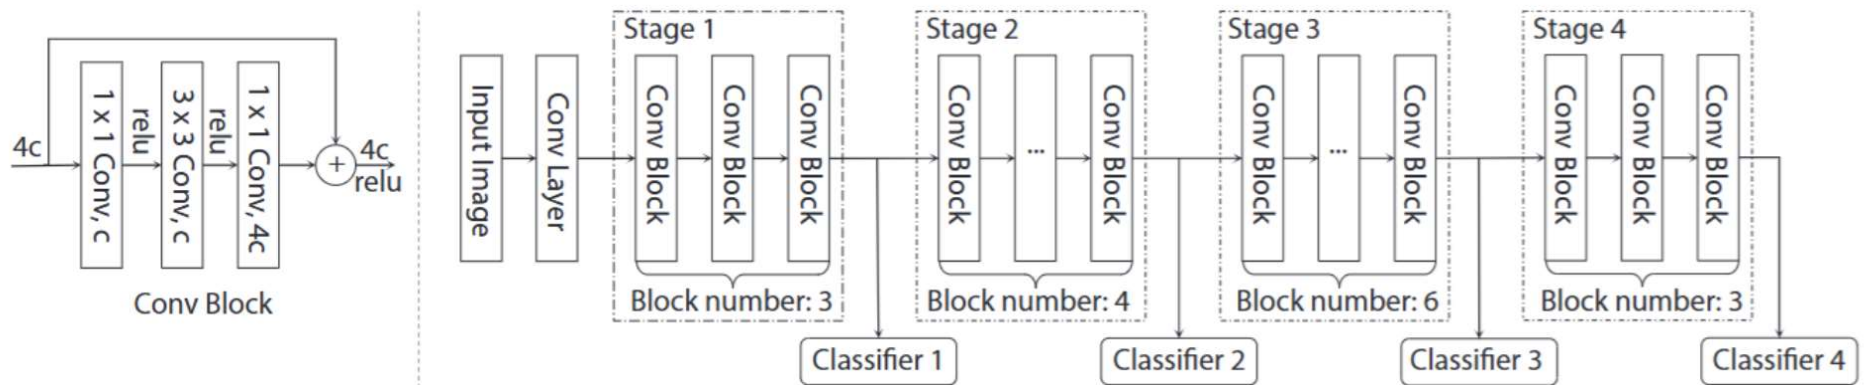 4c
1 x 1 Conv, c
relu
3 x 3 Conv, c
relu
1 x 1 Conv, 4c
+
4c
relu
Conv Block
Input Image
Conv Layer
Stage 1
Conv Block
Conv Block
Conv Block
Block number: 3
Classifier 1
Stage 2
Conv Block
...
Conv Block
Block number: 4
Classifier 2
Stage 3
Conv Block
...
Conv Block
Block number: 6
Classifier 3
Stage 4
Conv Block
Conv Block
Conv Block
Block number: 3
Classifier 4